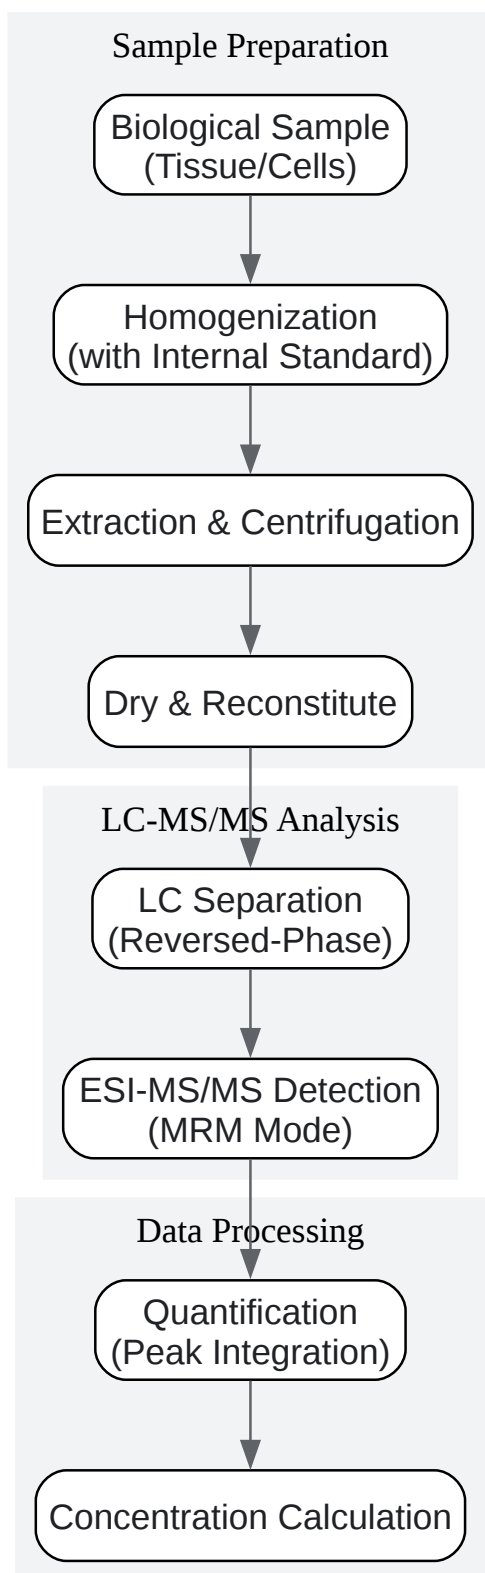 Sample Preparation
Biological Sample
(Tissue/Cells)
Homogenization
(with Internal Standard)
Extraction & Centrifugation
Dry & Reconstitute
LC-MS/MS Analysis
LC Separation
(Reversed-Phase)
ESI-MS/MS Detection
(MRM Mode)
Data Processing
Quantification
(Peak Integration)
Concentration Calculation